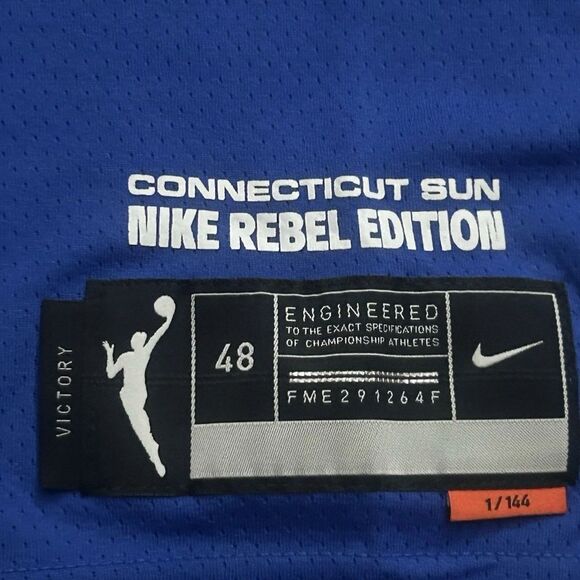 CONNECTICUT SUN
NIKE REBEL EDITION
VICTORY
48
ENGINEERED
TO THE EXACT SPECIFICATIONS
OF CHAMPIONSHIP ATHLETES
FME291264F
1/144